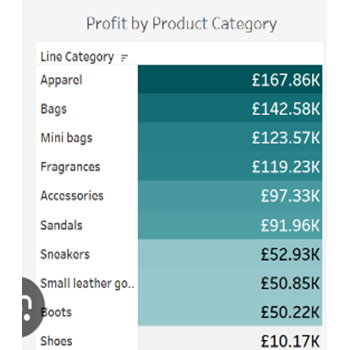 Profit by Product Category
Line Category
Apparel £167.86K
Bags £142.58K
Mini bags £123.57K
Fragrances £119.23K
Accessories £97.33K
Sandals £91.96K
Sneakers £52.93K
Small leather go.. £50.85K
Boots £50.22K
Shoes £10.17K